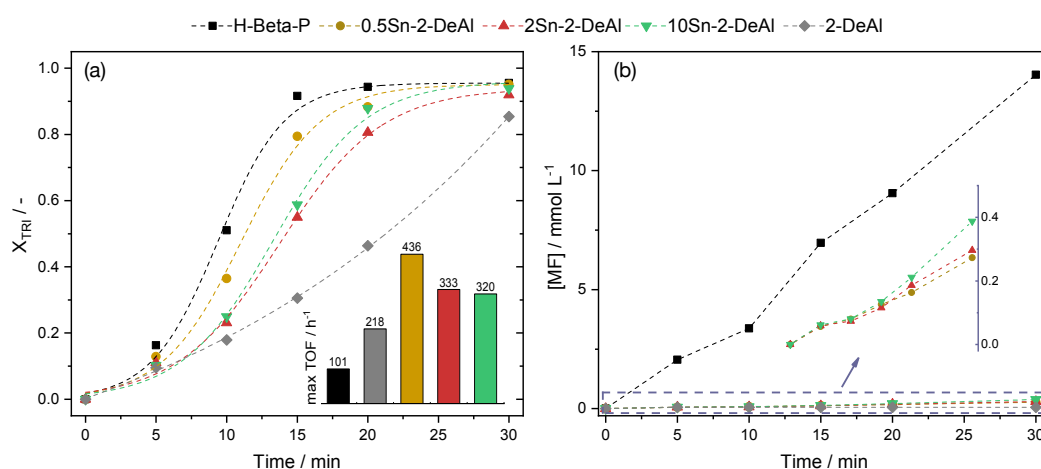 H-Beta-P 0.5Sn-2-DeAl 2Sn-2-DeAl 10Sn-2-DeAl 2-DeAl
(a)
X_TRI / -
1.0
0.8
0.6
0.4
0.2
0.0
0 5 10 15 20 25 30
Time / min
max TOF / h⁻¹
101 218 436 333 320
(b)
[MF] / mmol L⁻¹
15
10
5
0
0 5 10 15 20 25 30
Time / min
0.4
0.2
0.0